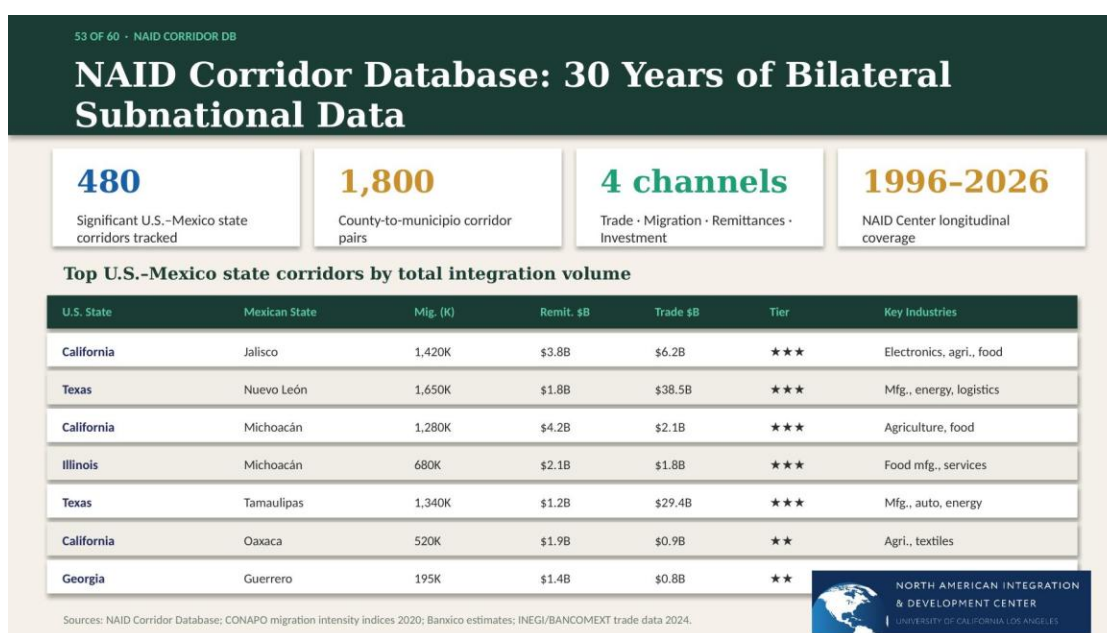 53 OF 60 · NAID CORRIDOR DB
NAID Corridor Database: 30 Years of Bilateral
Subnational Data
480
Significant U.S.–Mexico state
corridors tracked
1,800
County-to-municipio corridor
pairs
4 channels
Trade · Migration · Remittances ·
Investment
1996–2026
NAID Center longitudinal
coverage
Top U.S.–Mexico state corridors by total integration volume
U.S. State Mexican State Mig. (K) Remit. $B Trade $B Tier Key Industries
California Jalisco 1,420K $3.8B $6.2B ★★★ Electronics, agri., food
Texas Nuevo León 1,650K $1.8B $38.5B ★★★ Mfg., energy, logistics
California Michoacán 1,280K $4.2B $2.1B ★★★ Agriculture, food
Illinois Michoacán 680K $2.1B $1.8B ★★★ Food mfg., services
Texas Tamaulipas 1,340K $1.2B $29.4B ★★★ Mfg., auto, energy
California Oaxaca 520K $1.9B $0.9B ★★ Agri., textiles
Georgia Guerrero 195K $1.4B $0.8B ★★
NORTH AMERICAN INTEGRATION
& DEVELOPMENT CENTER
UNIVERSITY OF CALIFORNIA LOS ANGELES
Sources: NAID Corridor Database; CONAPO migration intensity indices 2020; Banxico estimates; INEGI/BANCOMEXT trade data 2024.